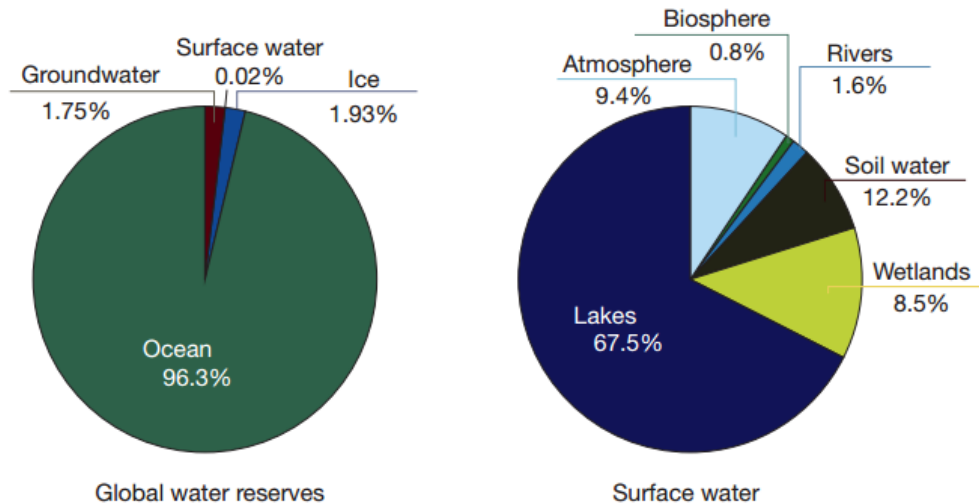 Surface water
0.02%
Groundwater
1.75%
Ice
1.93%
Ocean
96.3%
Global water reserves
Biosphere
0.8%
Atmosphere
9.4%
Rivers
1.6%
Soil water
12.2%
Wetlands
8.5%
Lakes
67.5%
Surface water